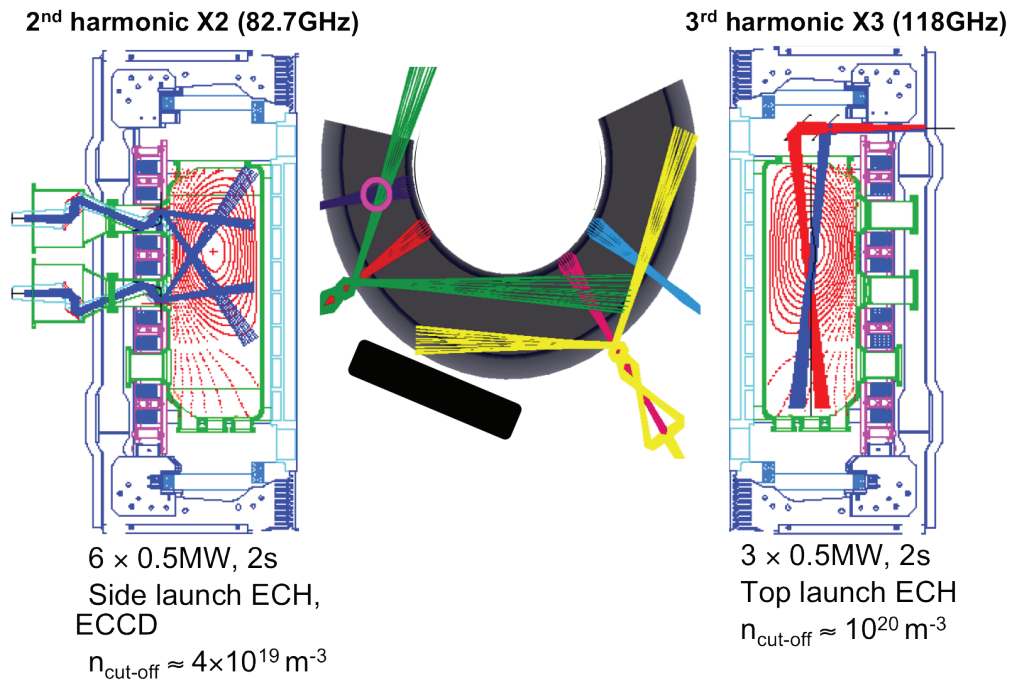 2nd harmonic X2 (82.7GHz)
3rd harmonic X3 (118GHz)
6 × 0.5MW, 2s
Side launch ECH,
ECCD
ncut-off ≈ 4×1019 m-3
3 × 0.5MW, 2s
Top launch ECH
ncut-off ≈ 1020 m-3